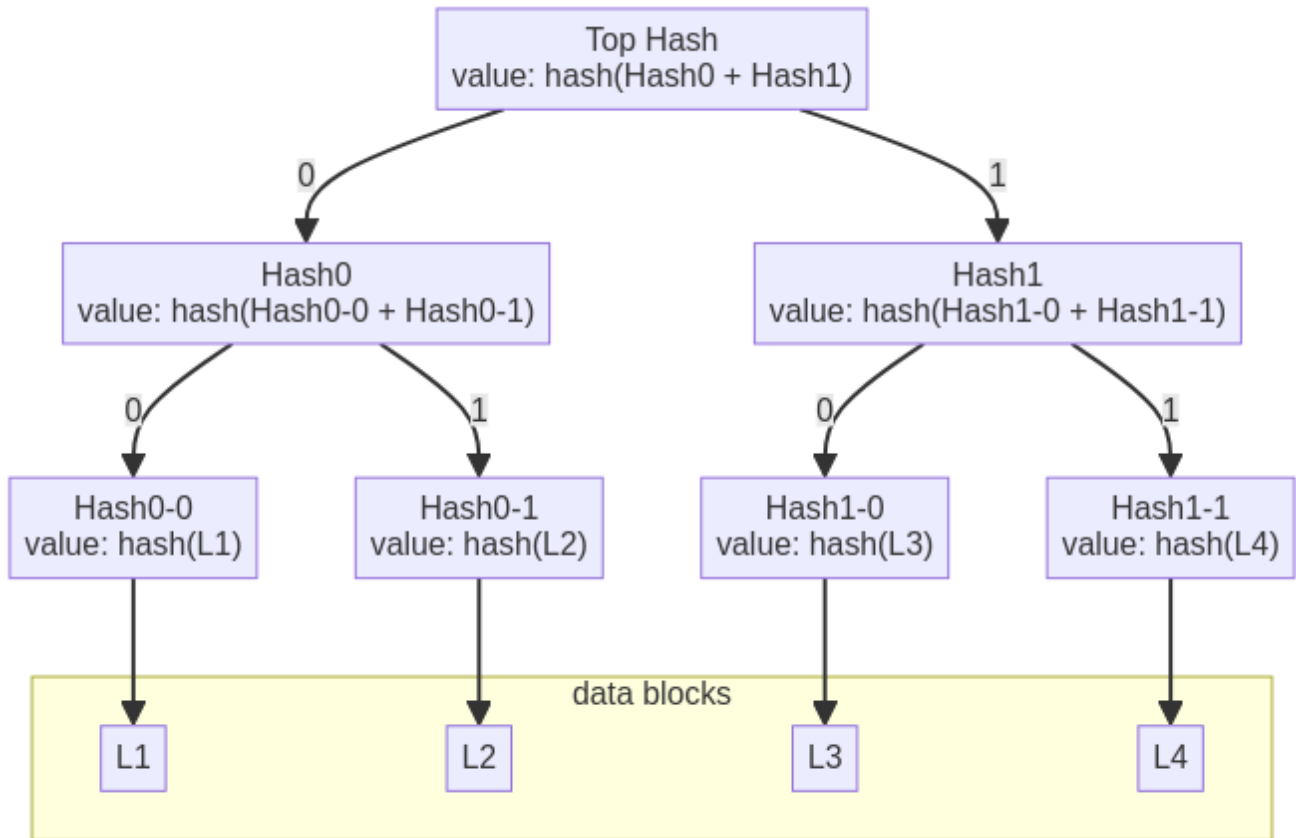 Top Hash
value: hash(Hash0 + Hash1)
0
1
Hash0
value: hash(Hash0-0 + Hash0-1)
Hash1
value: hash(Hash1-0 + Hash1-1)
0
1
0
1
Hash0-0
value: hash(L1)
Hash0-1
value: hash(L2)
Hash1-0
value: hash(L3)
Hash1-1
value: hash(L4)
data blocks
L1
L2
L3
L4